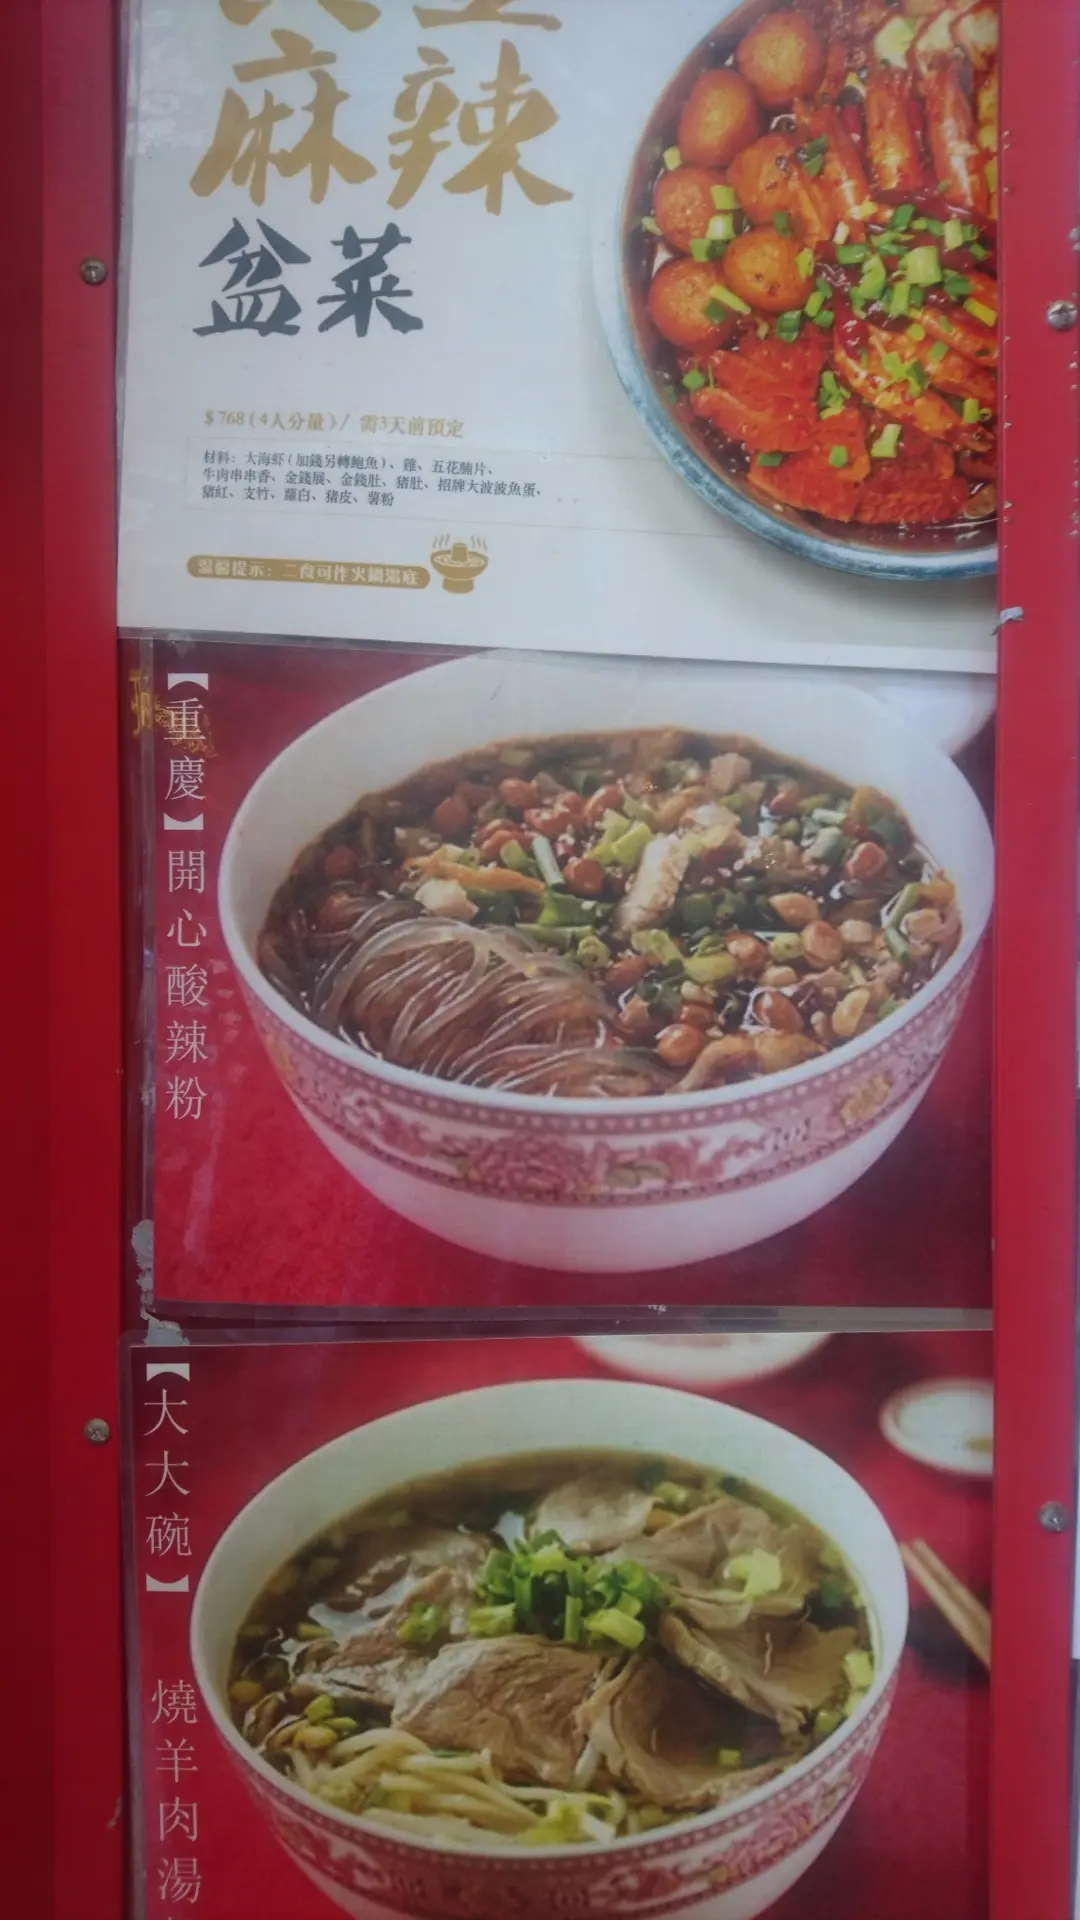 麻辣
盆菜
$768(4人分量)/ 需3天前預定
材料：大海虾(加錢另轉鮑魚)、雞、五花腩片、
牛肉串串香、金錢展、金錢肚、猪肚、招牌大波波魚蛋、
豬紅、支竹、蘿白、豬皮、薯粉
溫馨提示：二食可作火鍋湯底
【重慶】開心酸辣粉
【大大碗】 燒羊肉湯